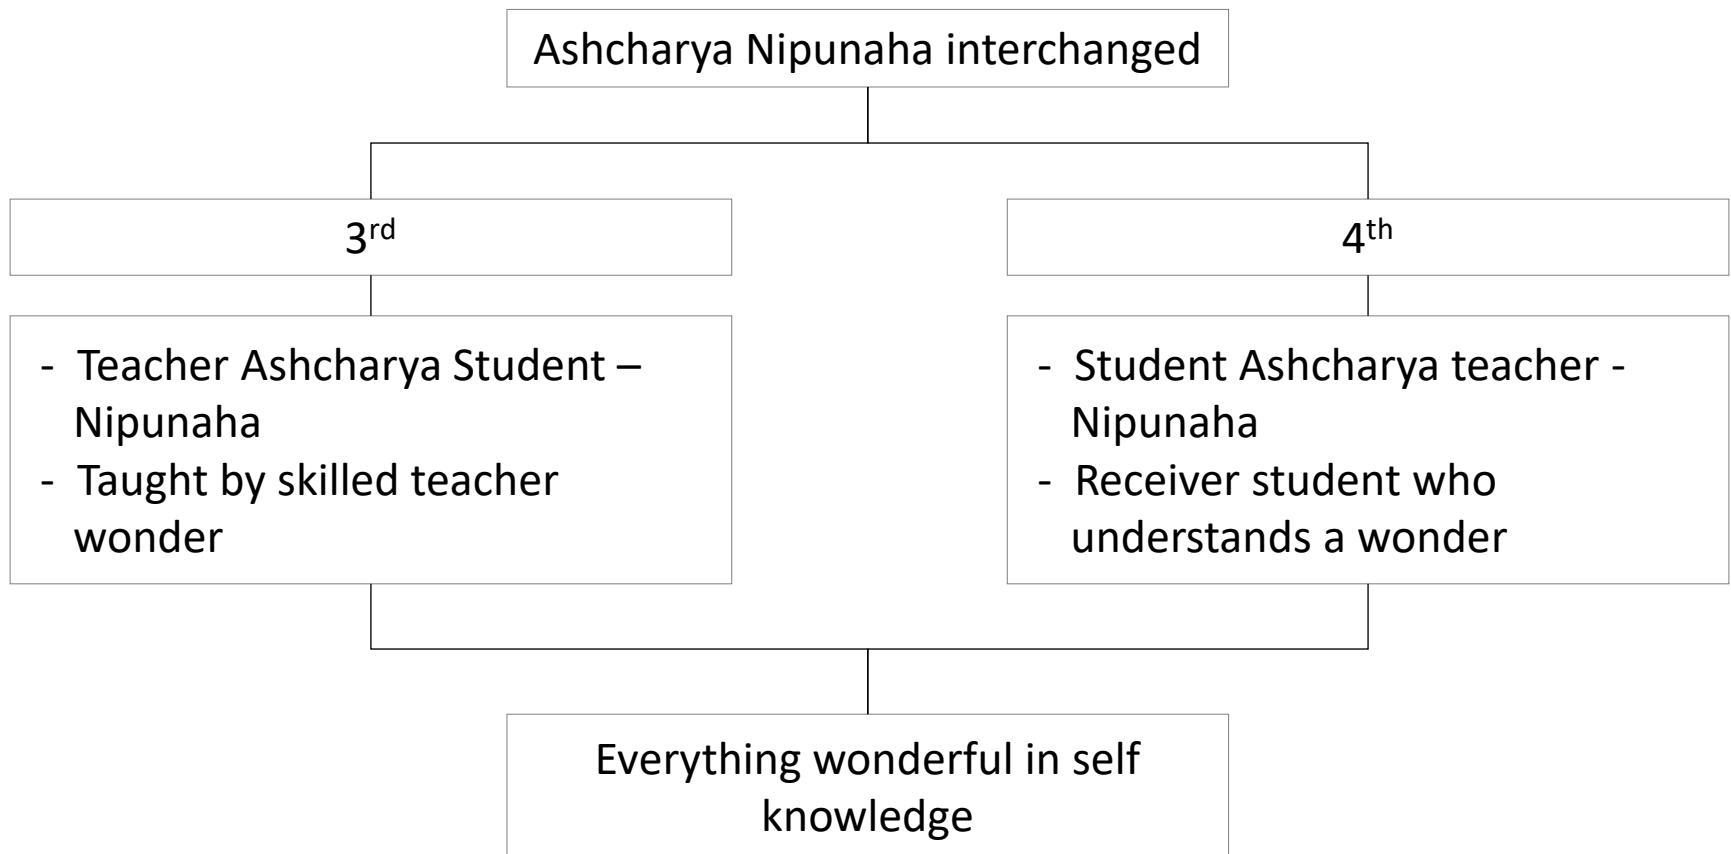 Ashcharya Nipunaha interchanged
3rd
4th
- Teacher Ashcharya Student –
Nipunaha
- Taught by skilled teacher
wonder
- Student Ashcharya teacher -
Nipunaha
- Receiver student who
understands a wonder
Everything wonderful in self
knowledge